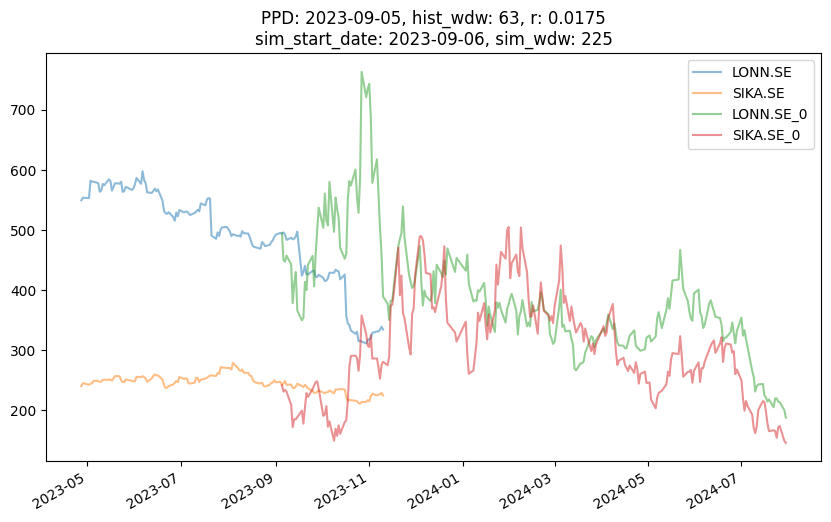 PPD: 2023-09-05, hist_wdw: 63, r: 0.0175
sim_start_date: 2023-09-06, sim_wdw: 225
LONN.SE
SIKA.SE
LONN.SE_0
SIKA.SE_0
700
600
500
400
300
200
2023-05
2023-07
2023-09
2023-11
2024-01
2024-03
2024-05
2024-07